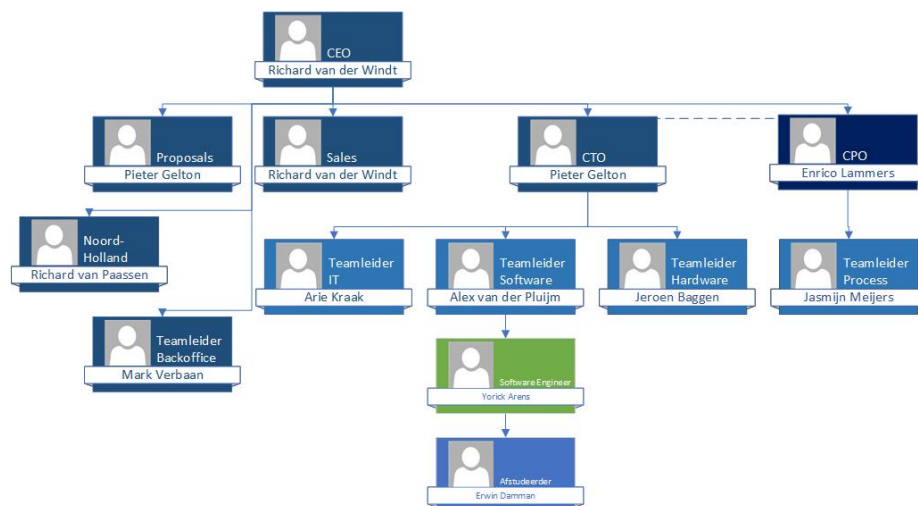 CEO
Richard van der Windt
Proposals
Pieter Gelton
Sales
Richard van der Windt
CTO
Pieter Gelton
CPO
Enrico Lammers
Noord-
Holland
Richard van Paassen
Teamleider
IT
Arie Kraak
Teamleider
Software
Alex van der Pluijm
Teamleider
Hardware
Jeroen Baggen
Teamleider
Process
Jasmijn Meijers
Teamleider
Backoffice
Mark Verbaan
Software Engineer
Yorick Arens
Afstudeerder
Erwin Damman